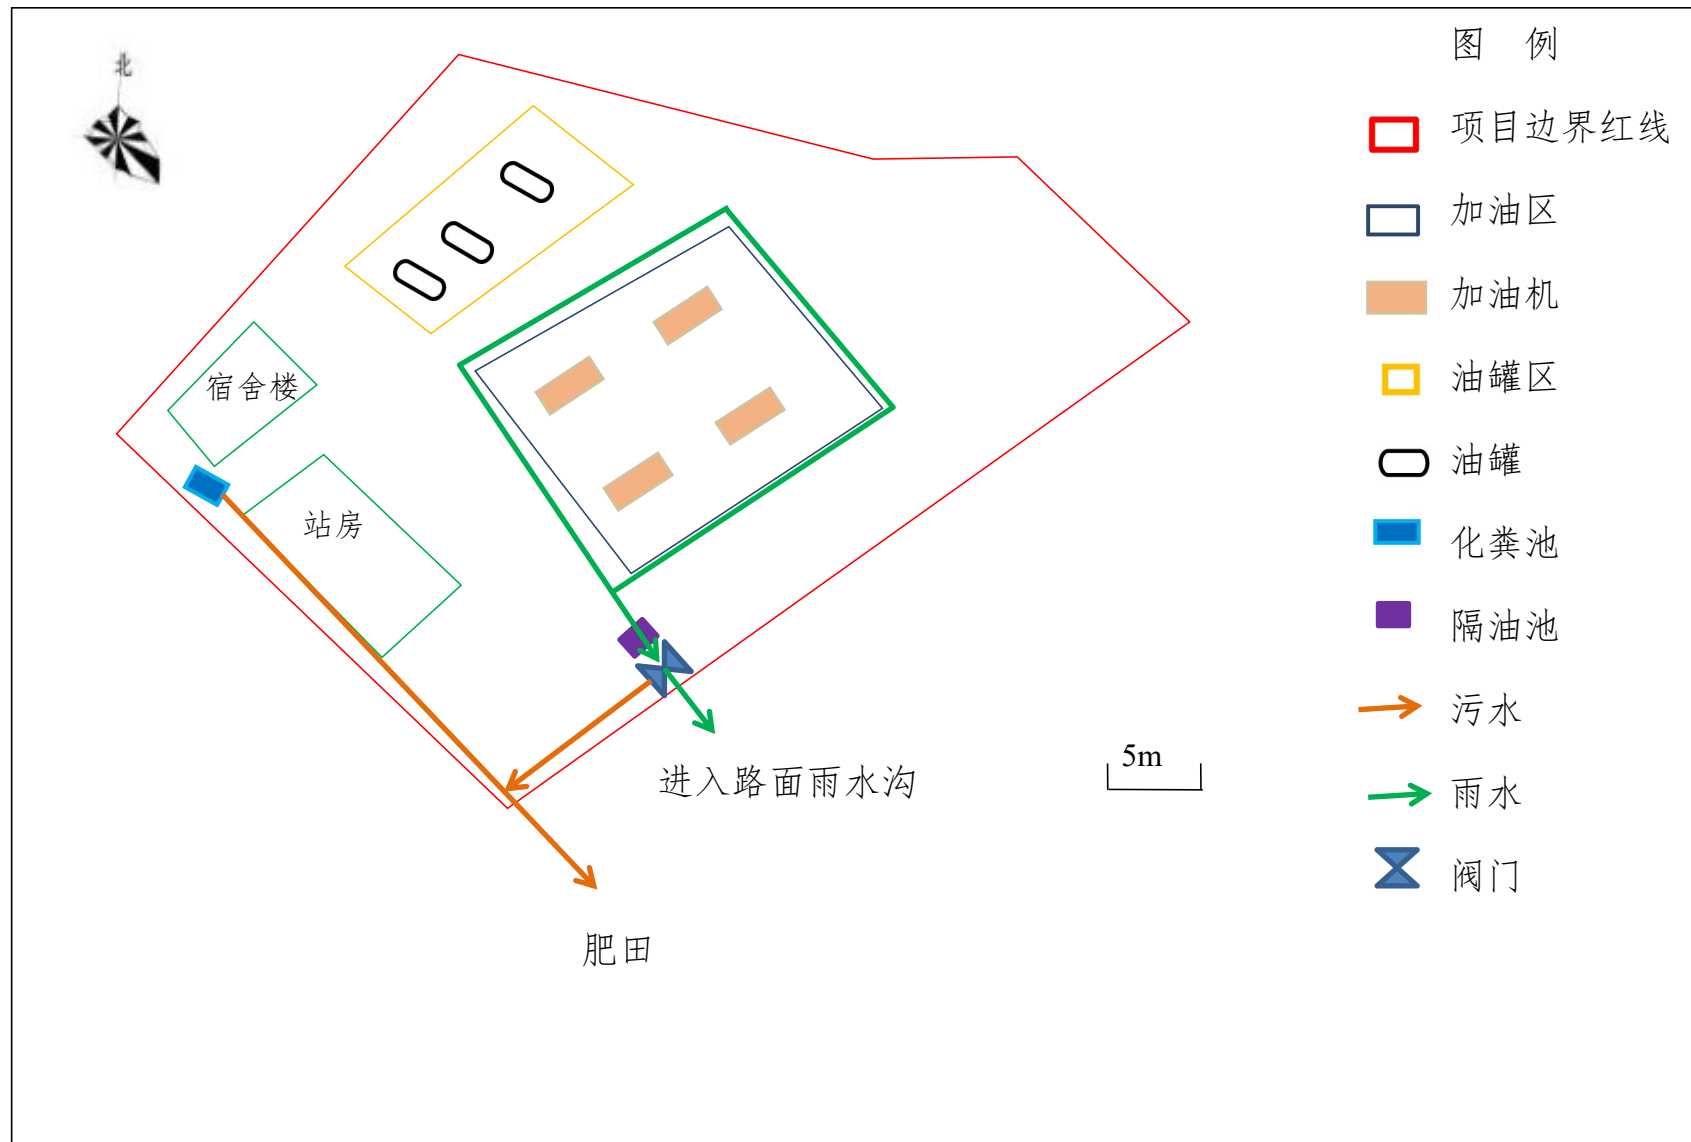 北
宿舍楼
站房
进入路面雨水沟
肥田
5m
图 例
项目边界红线
加油区
加油机
油罐区
油罐
化粪池
隔油池
污水
雨水
阀门